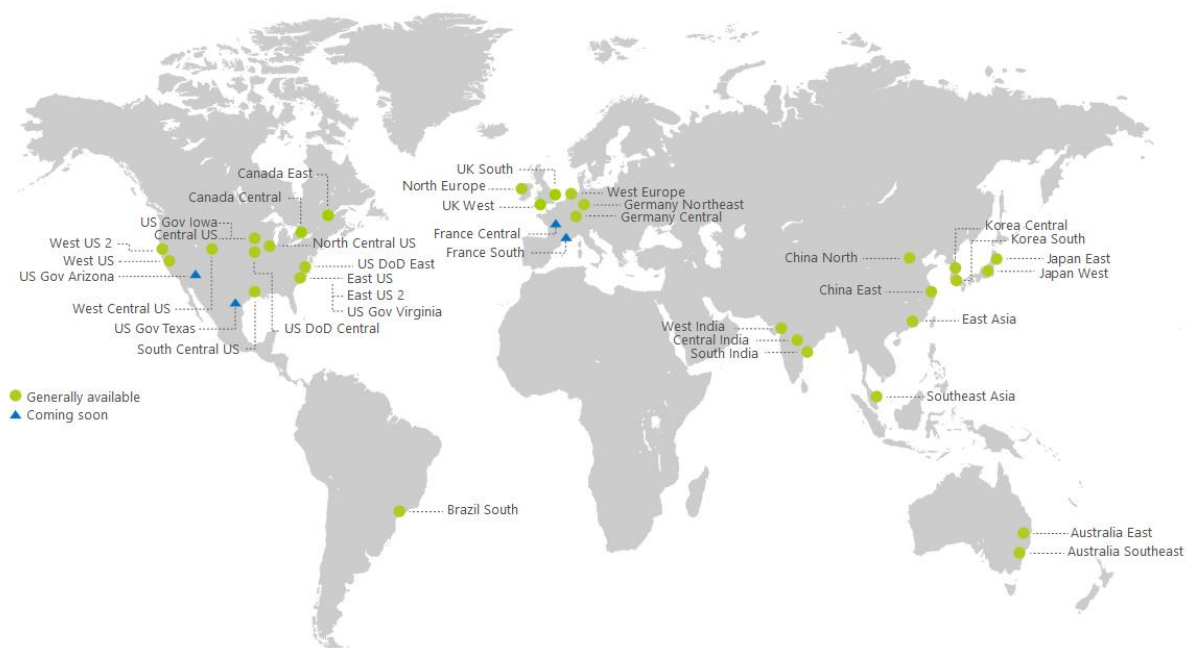 Canada East
Canada Central
US Gov Iowa
Central US
West US 2
West US
US Gov Arizona
North Central US
US DoD East
East US
East US 2
US Gov Virginia
West Central US
US Gov Texas
US DoD Central
South Central US
Generally available
Coming soon
Brazil South
UK South
North Europe
UK West
West Europe
Germany Northeast
Germany Central
France Central
France South
Korea Central
Korea South
China North
Japan East
Japan West
China East
East Asia
West India
Central India
South India
Southeast Asia
Australia East
Australia Southeast